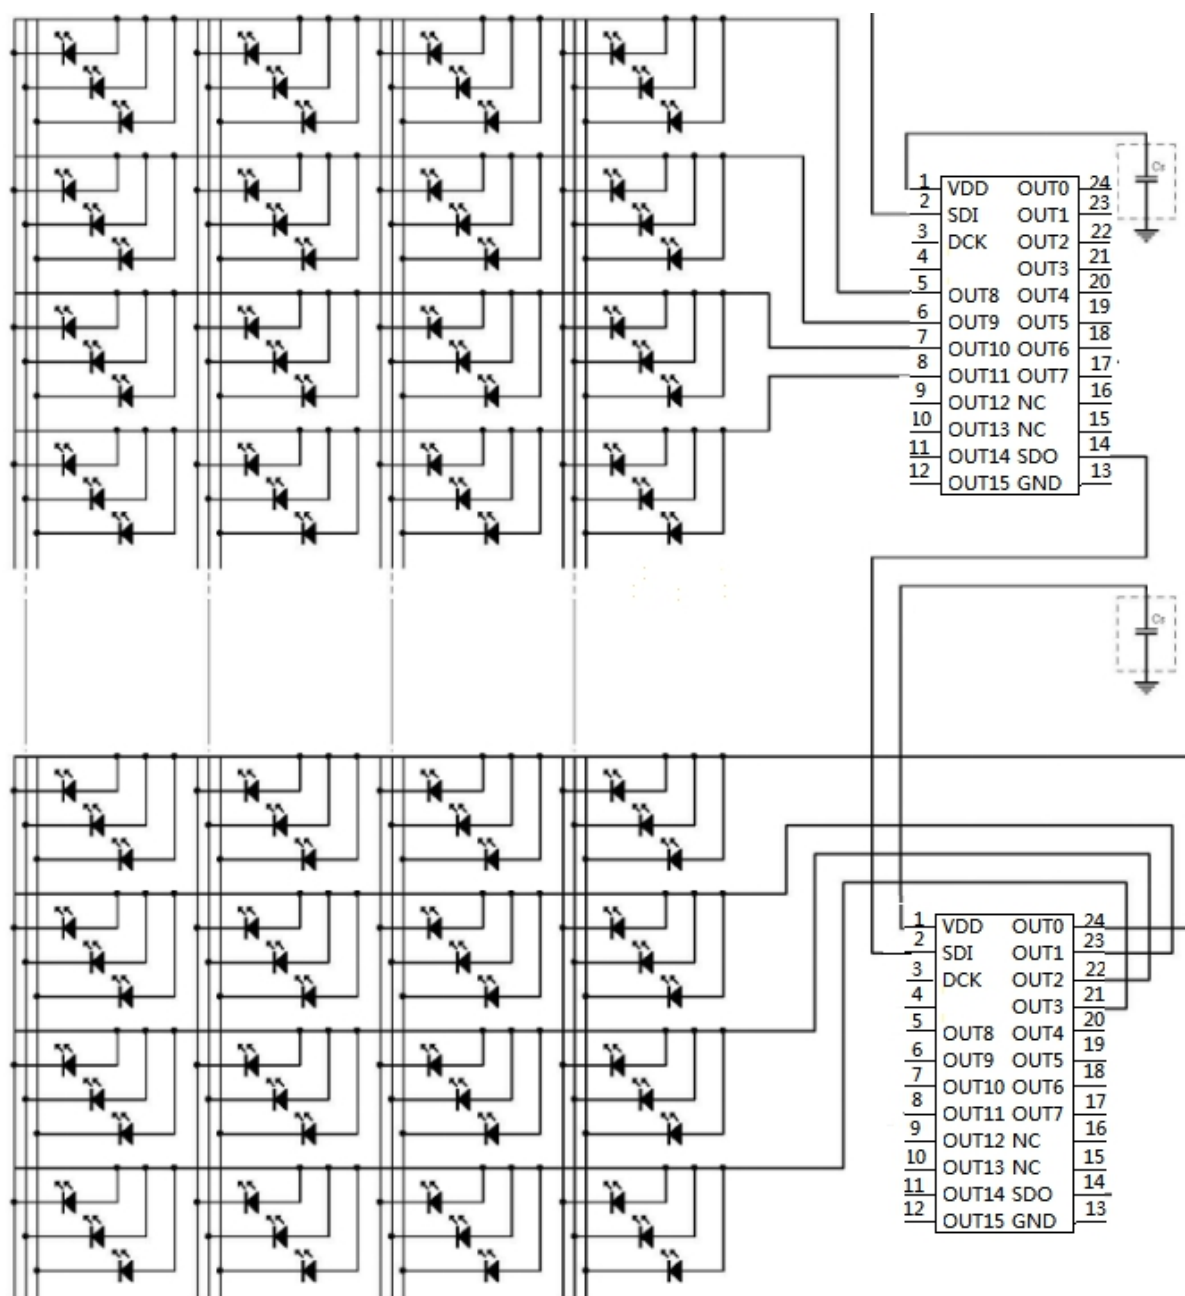 Cr
1 VDD OUT0 24
2 SDI OUT1 23
3 DCK OUT2 22
4 OUT3 21
5 OUT8 OUT4 20
6 OUT9 OUT5 19
7 OUT10 OUT6 18
8 OUT11 OUT7 17
9 OUT12 NC 16
10 OUT13 NC 15
11 OUT14 SDO 14
12 OUT15 GND 13
1 VDD OUT0 24
2 SDI OUT1 23
3 DCK OUT2 22
4 OUT3 21
5 OUT8 OUT4 20
6 OUT9 OUT5 19
7 OUT10 OUT6 18
8 OUT11 OUT7 17
9 OUT12 NC 16
10 OUT13 NC 15
11 OUT14 SDO 14
12 OUT15 GND 13